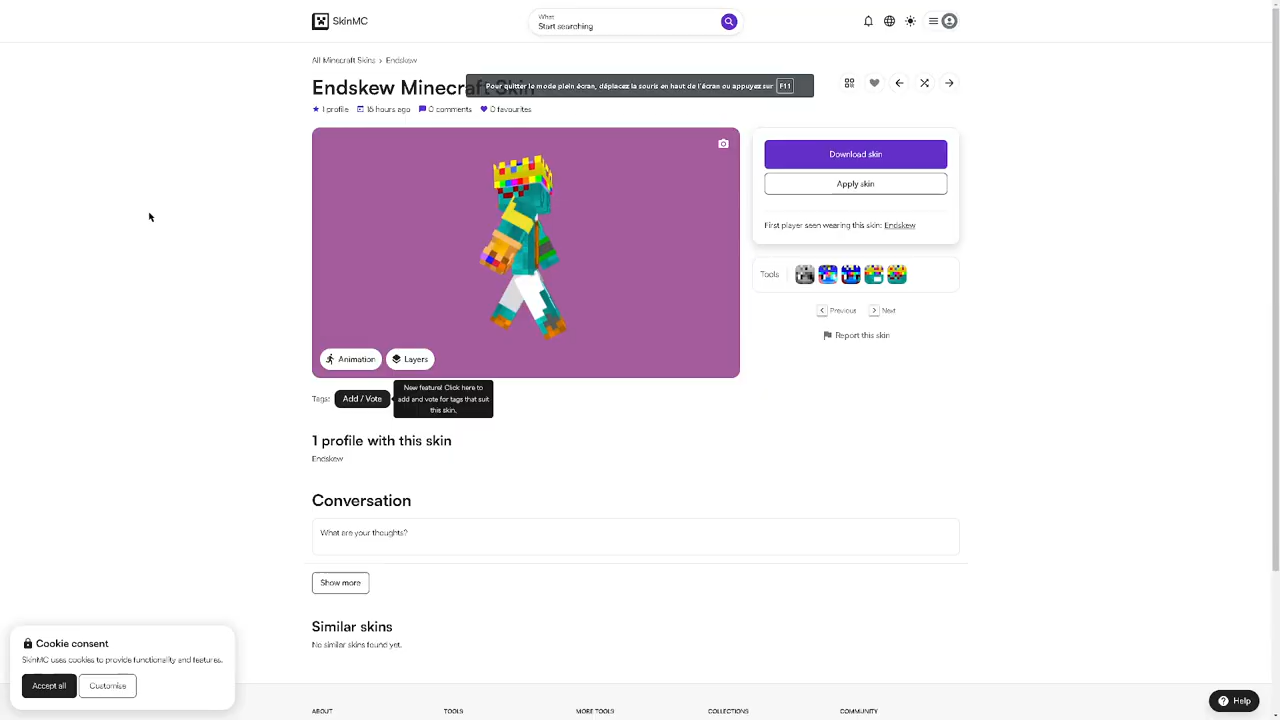 SkinMC
What
Start searching
All Minecraft Skins > Endskew
Endskew Minecraft Skin
Pour quitter le mode plein écran, déplacez la souris en haut de l'écran ou appuyez sur F11
1 profile 16 hours ago 0 comments 0 favourites
Download skin
Apply skin
First player seen wearing this skin: Endskew
Tools
Previous Next
Report this skin
Animation Layers
Tags: Add / Vote
New feature! Click here to
add and vote for tags that suit
this skin.
1 profile with this skin
Endskew
Conversation
What are your thoughts?
Show more
Similar skins
No similar skins found yet.
Cookie consent
SkinMC uses cookies to provide functionality and features.
Accept all Customise
Help
ABOUT TOOLS MORE TOOLS COLLECTIONS COMMUNITY